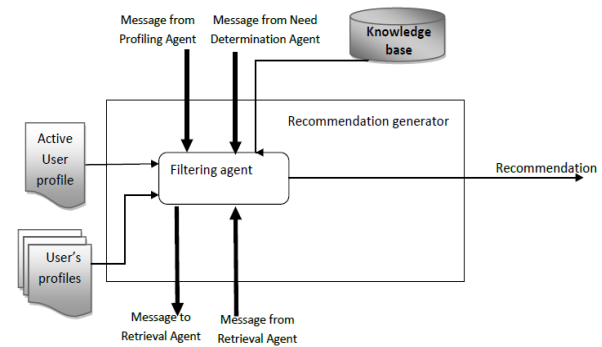 Message from
Profiling Agent
Message from Need
Determination Agent
Knowledge
base
Recommendation generator
Active
User
profile
Filtering agent
Recommendation
User's
profiles
Message to
Retrieval Agent
Message from
Retrieval Agent